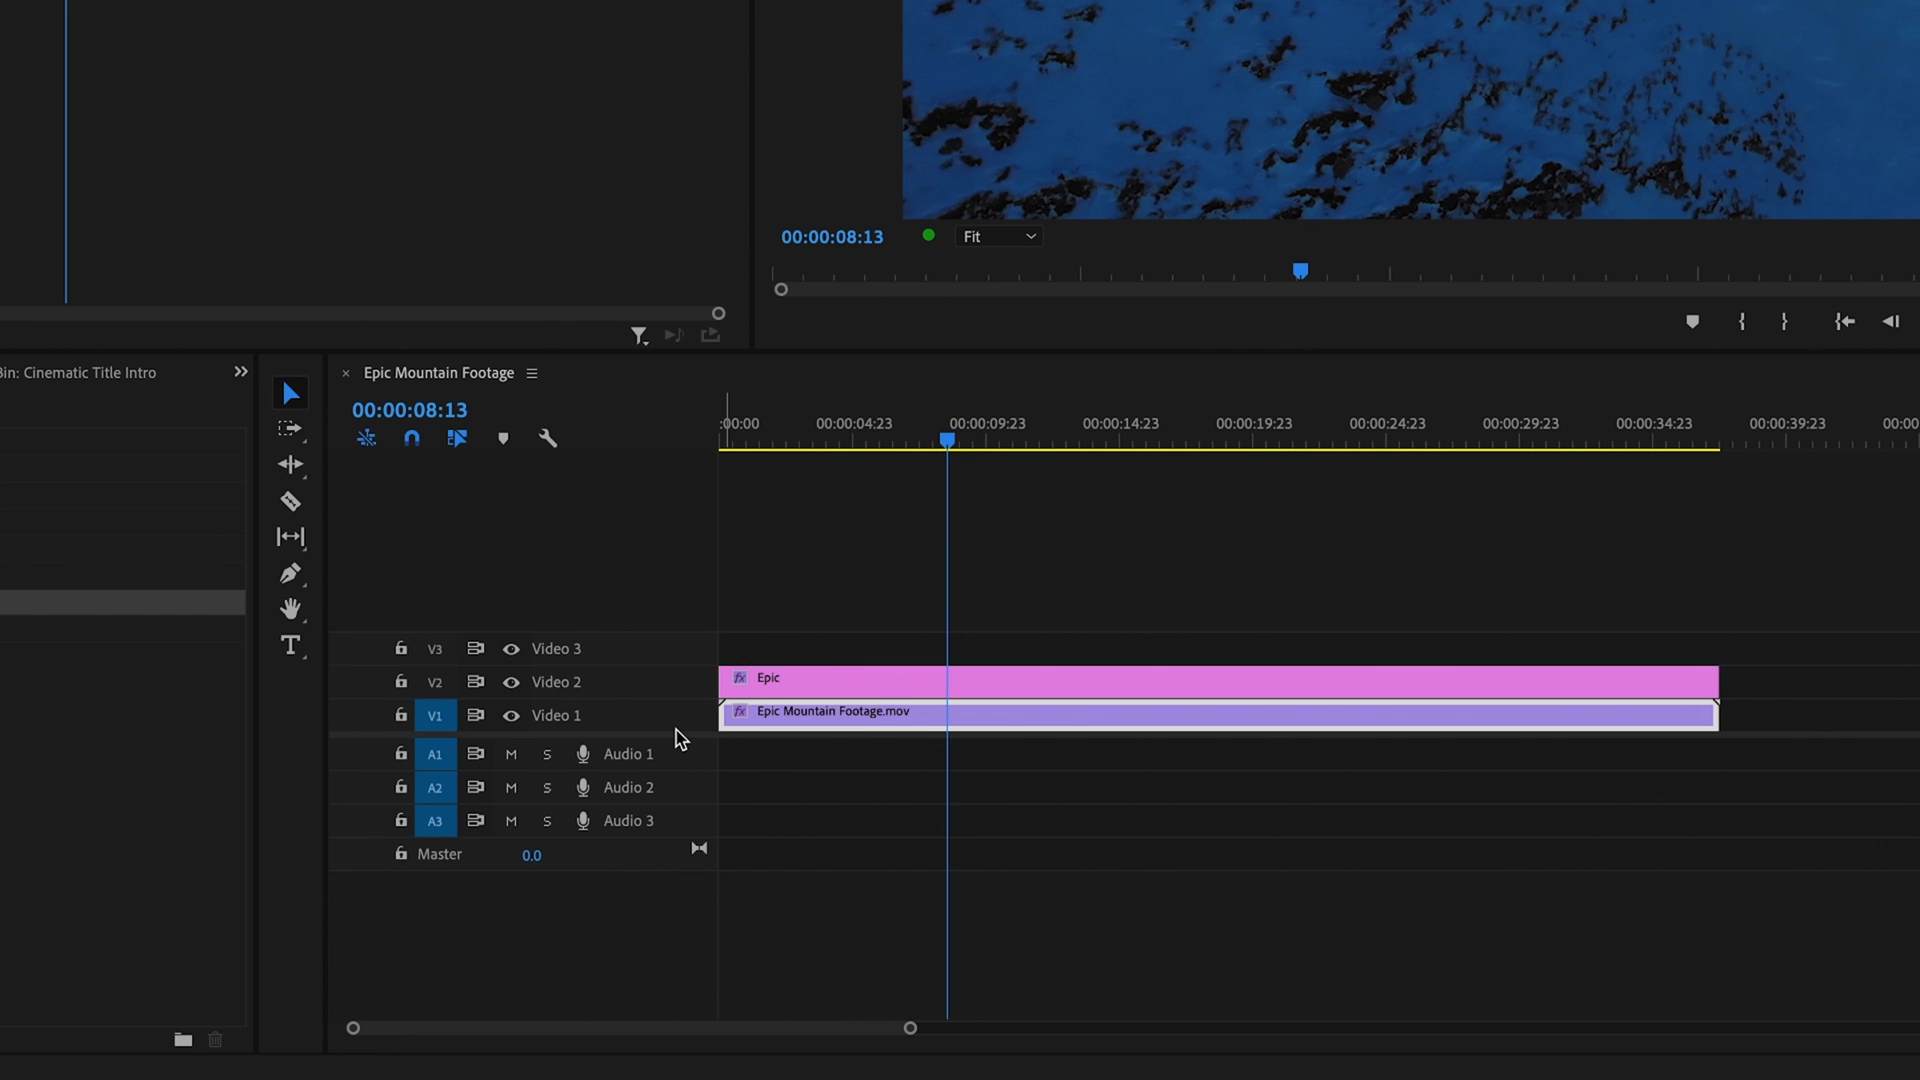 00:00:08:13 Fit
Bin: Cinematic Title Intro
Epic Mountain Footage
00:00:08:13
:00:00 00:00:04:23 00:00:09:23 00:00:14:23 00:00:19:23 00:00:24:23 00:00:29:23 00:00:34:23 00:00:39:23 00:00
V3 Video 3
V2 Video 2 fx Epic
V1 Video 1 fx Epic Mountain Footage.mov
A1 M S Audio 1
A2 M S Audio 2
A3 M S Audio 3
Master 0.0